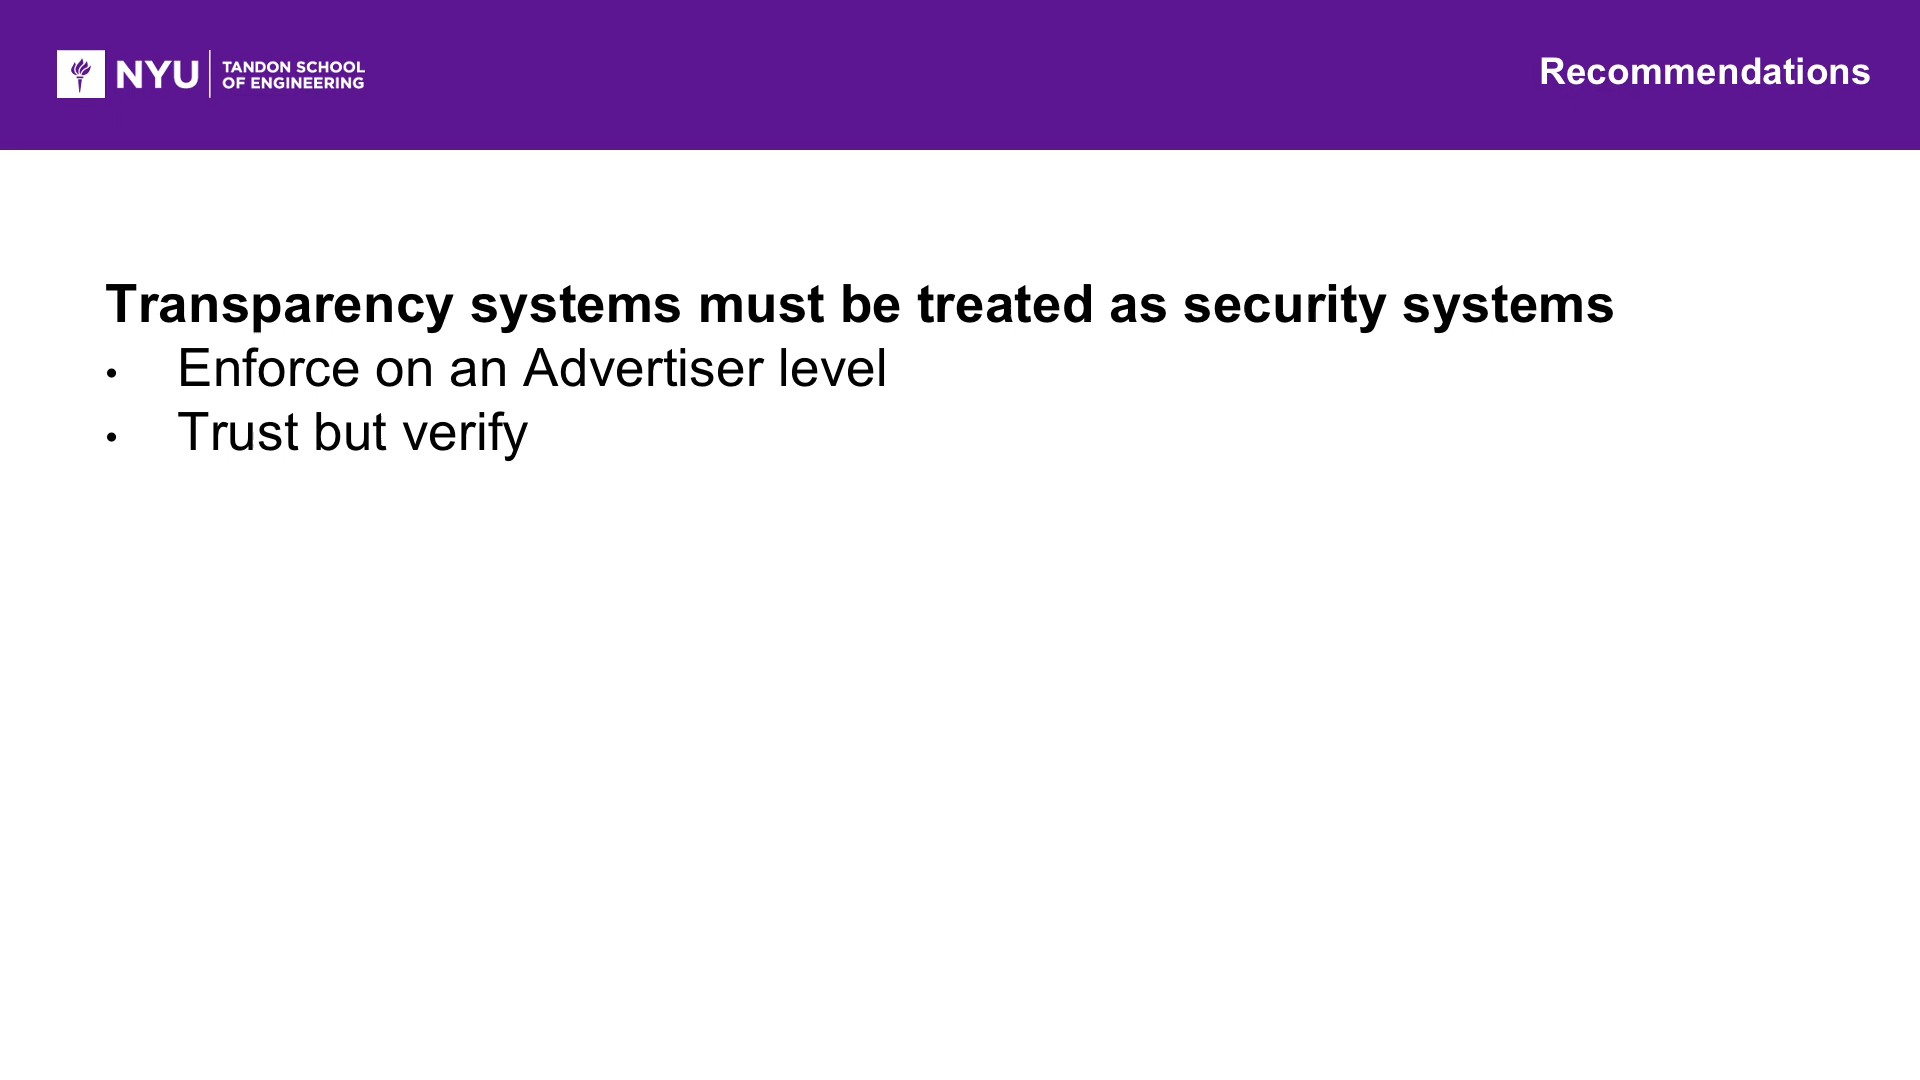 NYU
TANDON SCHOOL
OF ENGINEERING
Recommendations
Transparency systems must be treated as security systems
• Enforce on an Advertiser level
• Trust but verify